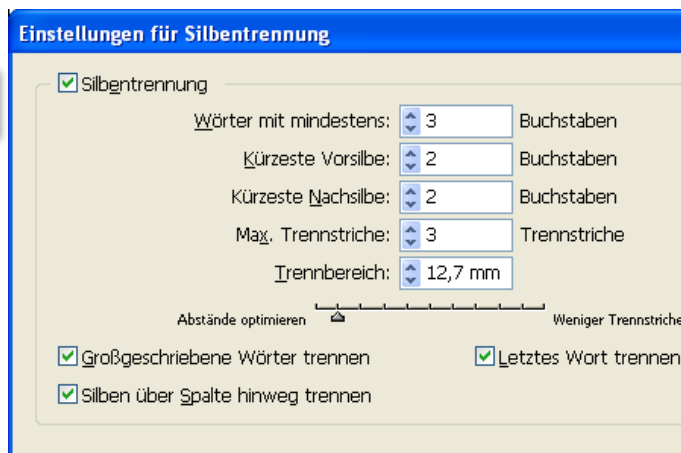 Einstellungen für Silbentrennung
Silbentrennung
Wörter mit mindestens: 3 Buchstaben
Kürzeste Vorsilbe: 2 Buchstaben
Kürzeste Nachsilbe: 2 Buchstaben
Max. Trennstriche: 3 Trennstriche
Trennbereich: 12,7 mm
Abstände optimieren Weniger Trennstriche
Großgeschriebene Wörter trennen Letztes Wort trennen
Silben über Spalte hinweg trennen